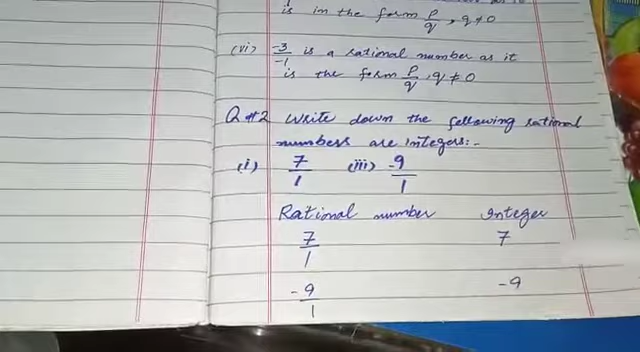 is in the form p/q, q≠0
(vi) -3/-1 is a rational number as it
is the form p/q, q≠0
Q #2 Write down the following rational
numbers are integers:-
(i) 7/1 (iii) -9/1
Rational number Integer
7/1 7
-9/1 -9